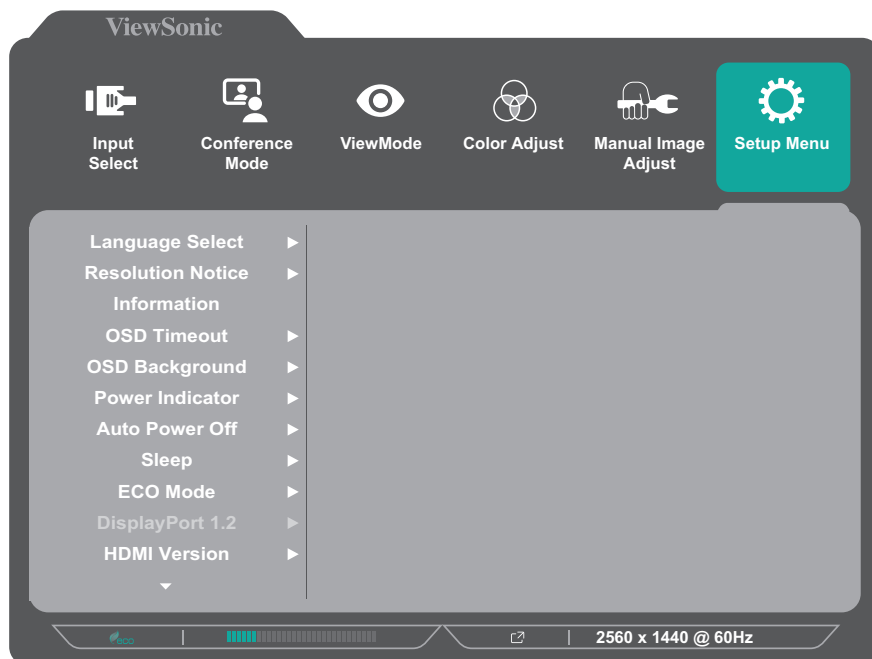 ViewSonic
Input
Select
Conference
Mode
ViewMode
Color Adjust
Manual Image
Adjust
Setup Menu
Language Select
Resolution Notice
Information
OSD Timeout
OSD Background
Power Indicator
Auto Power Off
Sleep
ECO Mode
DisplayPort 1.2
HDMI Version
eco
2560 x 1440 @ 60Hz